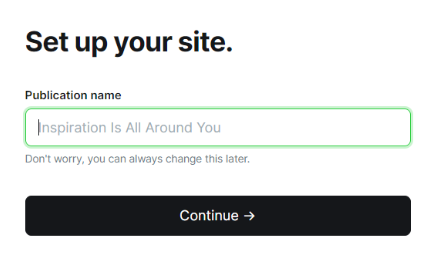 Set up your site.
Publication name
Inspiration Is All Around You
Don't worry, you can always change this later.
Continue →